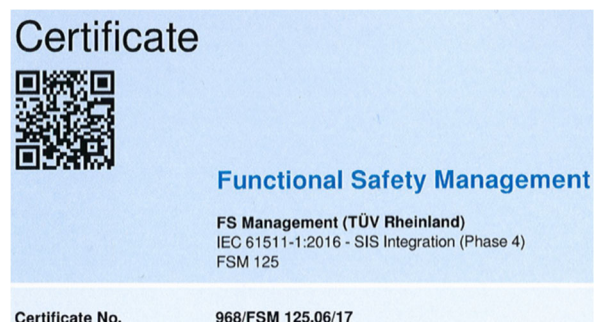 Certificate
Functional Safety Management
FS Management (TÜV Rheinland)
IEC 61511-1:2016 - SIS Integration (Phase 4)
FSM 125
Certificate No. 968/FSM 125.06/17